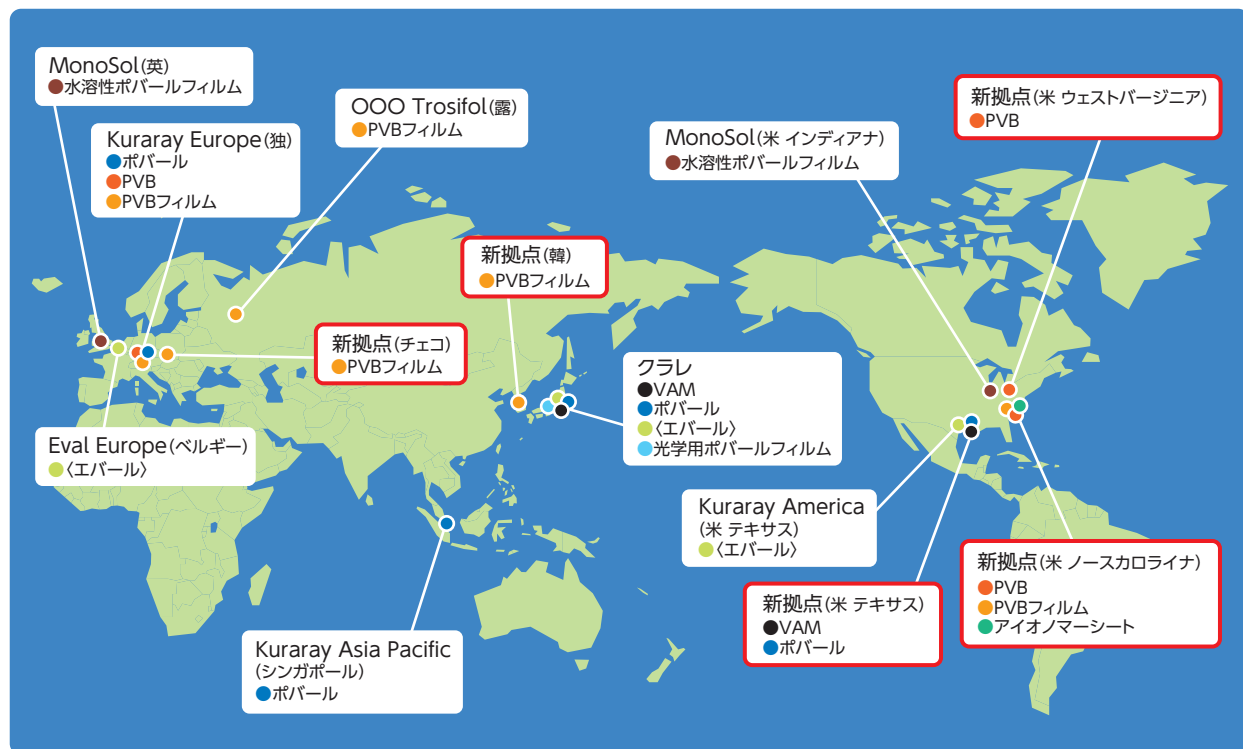 MonoSol(英)
●水溶性ポバールフィルム
OOO Trosifol(露)
●PVBフィルム
Kuraray Europe(独)
●ポバール
●PVB
●PVBフィルム
新拠点(韓)
●PVBフィルム
新拠点(チェコ)
●PVBフィルム
Eval Europe(ベルギー)
●〈エバール〉
Kuraray Asia Pacific
(シンガポール)
●ポバール
クラレ
●VAM
●ポバール
●〈エバール〉
●光学用ポバールフィルム
MonoSol(米 インディアナ)
●水溶性ポバールフィルム
新拠点(米 ウェストバージニア)
●PVB
Kuraray America
(米 テキサス)
●〈エバール〉
新拠点(米 テキサス)
●VAM
●ポバール
新拠点(米 ノースカロライナ)
●PVB
●PVBフィルム
●アイオノマーシート